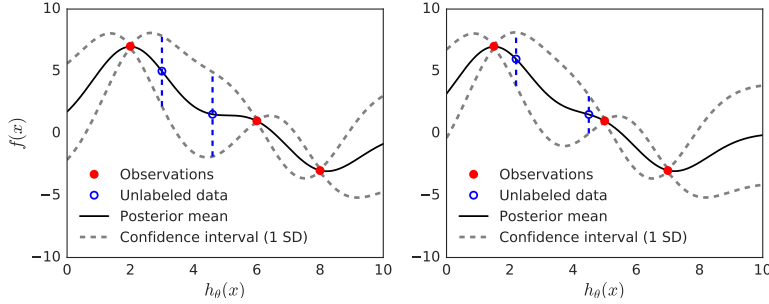 10
5
0
−5
−10
f(x)
Observations
Unlabeled data
Posterior mean
Confidence interval (1 SD)
0 2 4 6 8 10
hθ(x)
10
5
0
−5
−10
Observations
Unlabeled data
Posterior mean
Confidence interval (1 SD)
0 2 4 6 8 10
hθ(x)